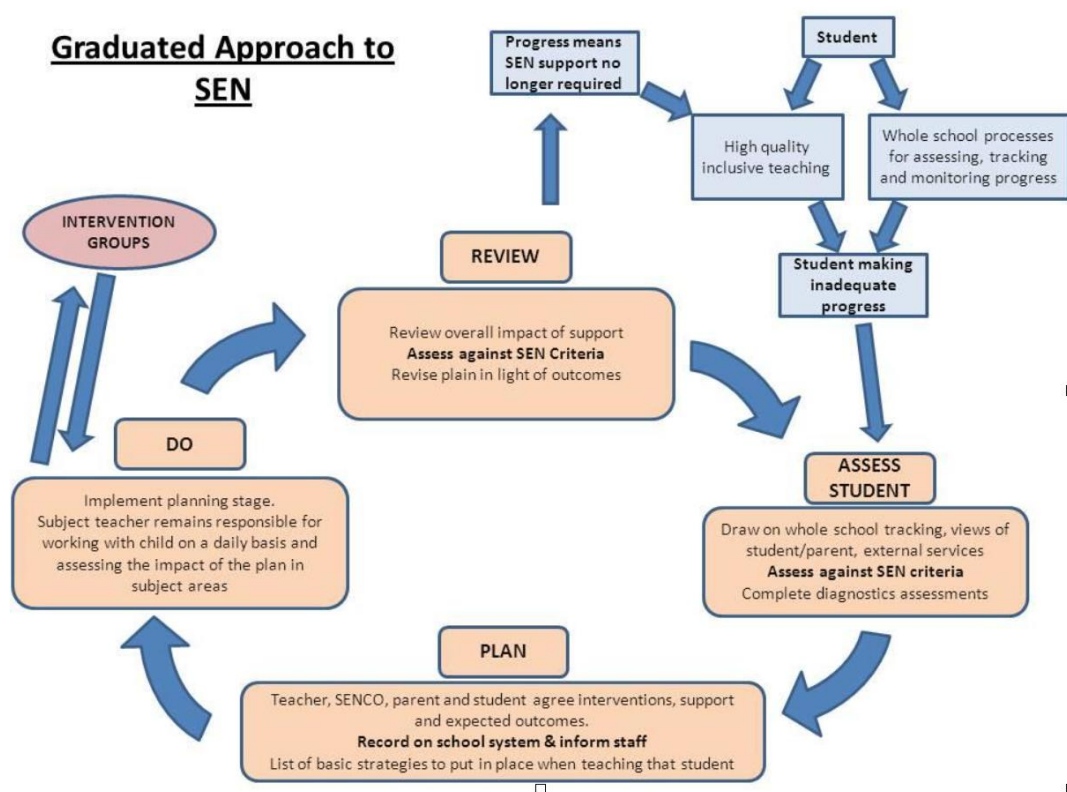 Graduated Approach to
SEN
Progress means
SEN support no
longer required
Student
High quality
inclusive teaching
Whole school processes
for assessing, tracking
and monitoring progress
Student making
inadequate
progress
INTERVENTION
GROUPS
REVIEW
Review overall impact of support
Assess against SEN Criteria
Revise plain in light of outcomes
DO
Implement planning stage.
Subject teacher remains responsible for
working with child on a daily basis and
assessing the impact of the plan in
subject areas
ASSESS
STUDENT
Draw on whole school tracking, views of
student/parent, external services
Assess against SEN criteria
Complete diagnostics assessments
PLAN
Teacher, SENCO, parent and student agree interventions, support
and expected outcomes.
Record on school system & inform staff
List of basic strategies to put in place when teaching that student